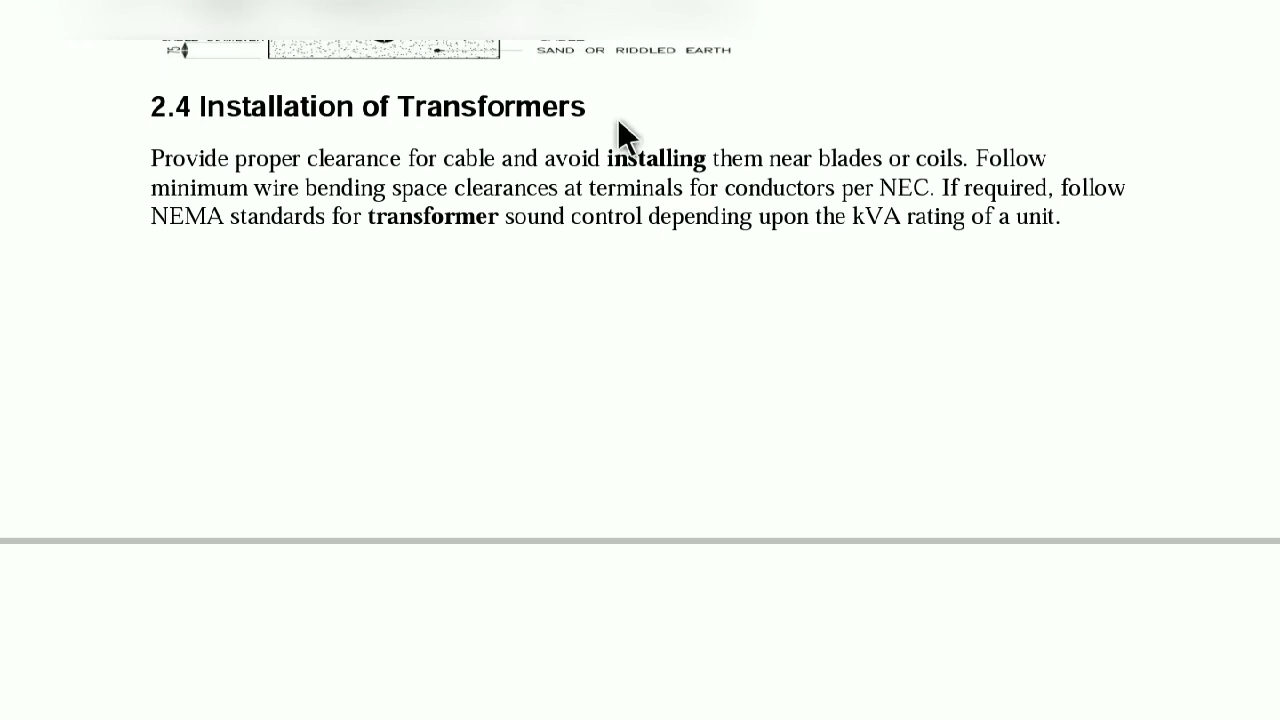 SAND OR RIDDLED EARTH
2.4 Installation of Transformers
Provide proper clearance for cable and avoid installing them near blades or coils. Follow
minimum wire bending space clearances at terminals for conductors per NEC. If required, follow
NEMA standards for transformer sound control depending upon the kVA rating of a unit.